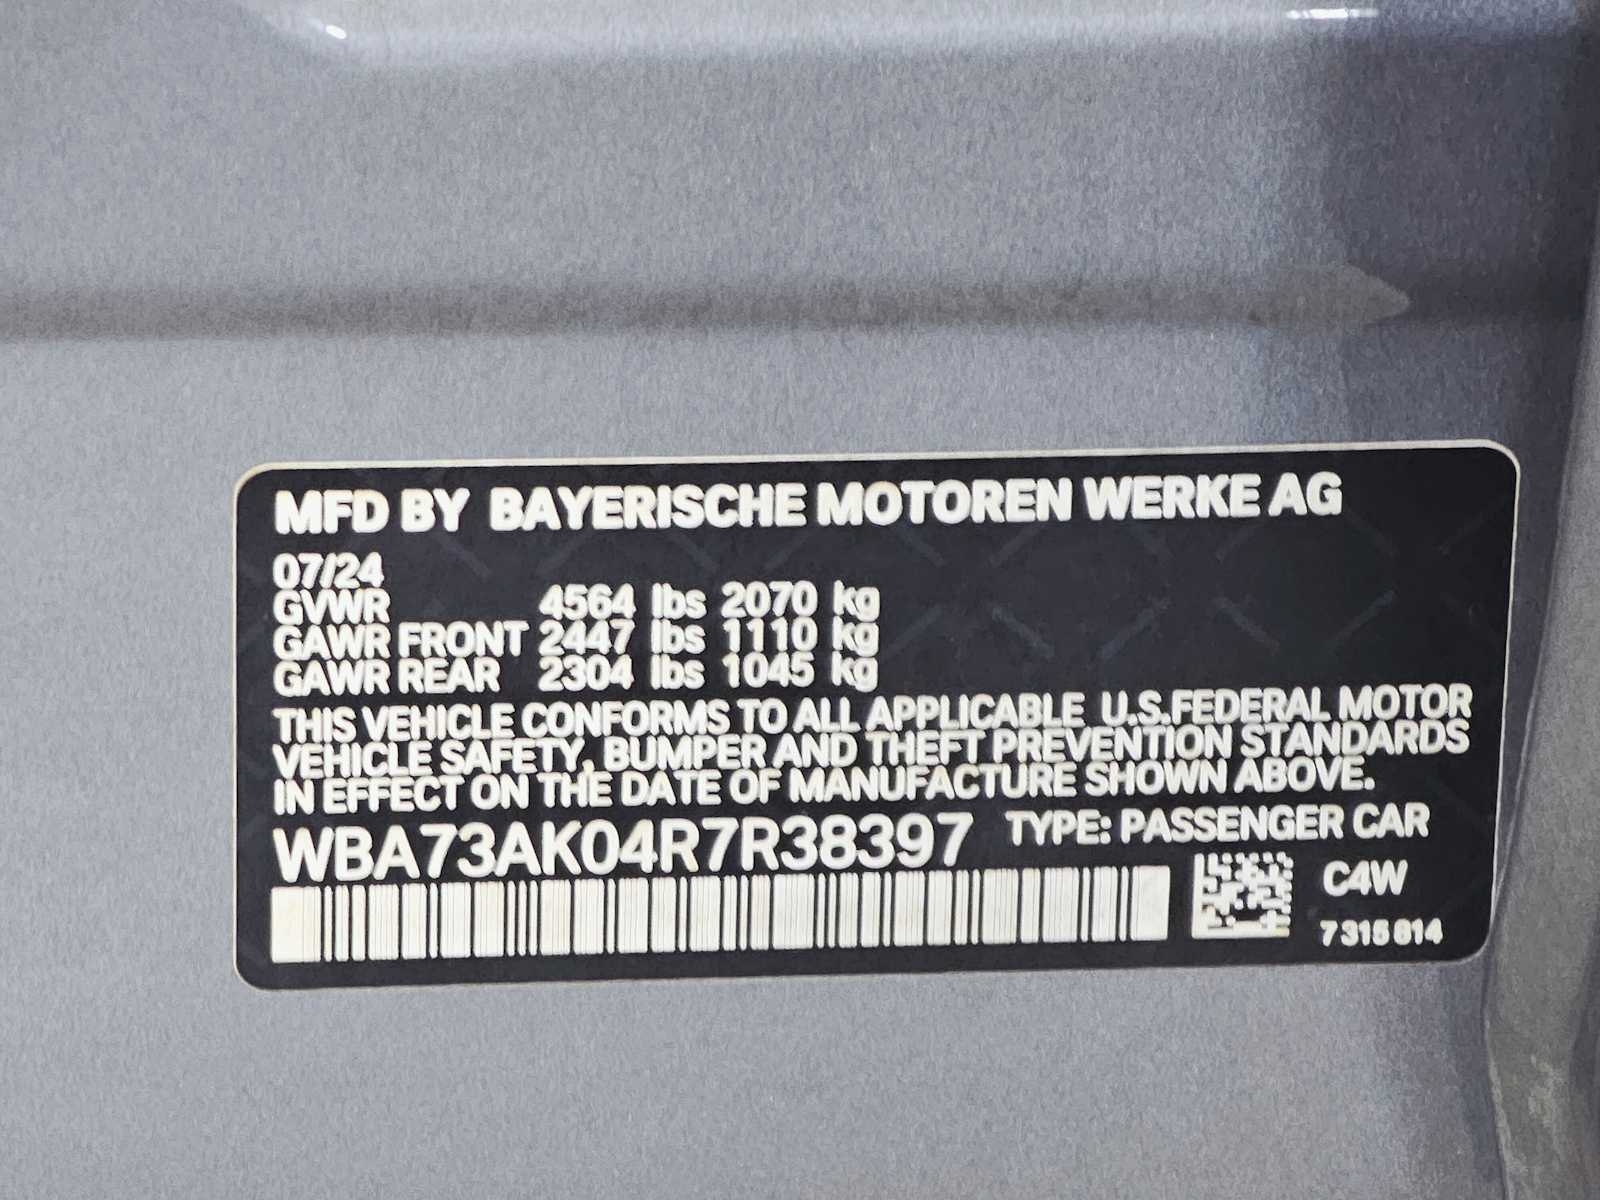 MFD BY BAYERISCHE MOTOREN WERKE AG
07/24
GVWR 4564 lbs 2070 kg
GAWR FRONT 2447 lbs 1110 kg
GAWR REAR 2304 lbs 1045 kg
THIS VEHICLE CONFORMS TO ALL APPLICABLE U.S.FEDERAL MOTOR
VEHICLE SAFETY, BUMPER AND THEFT PREVENTION STANDARDS
IN EFFECT ON THE DATE OF MANUFACTURE SHOWN ABOVE.
WBA73AK04R7R38397 TYPE: PASSENGER CAR
C4W